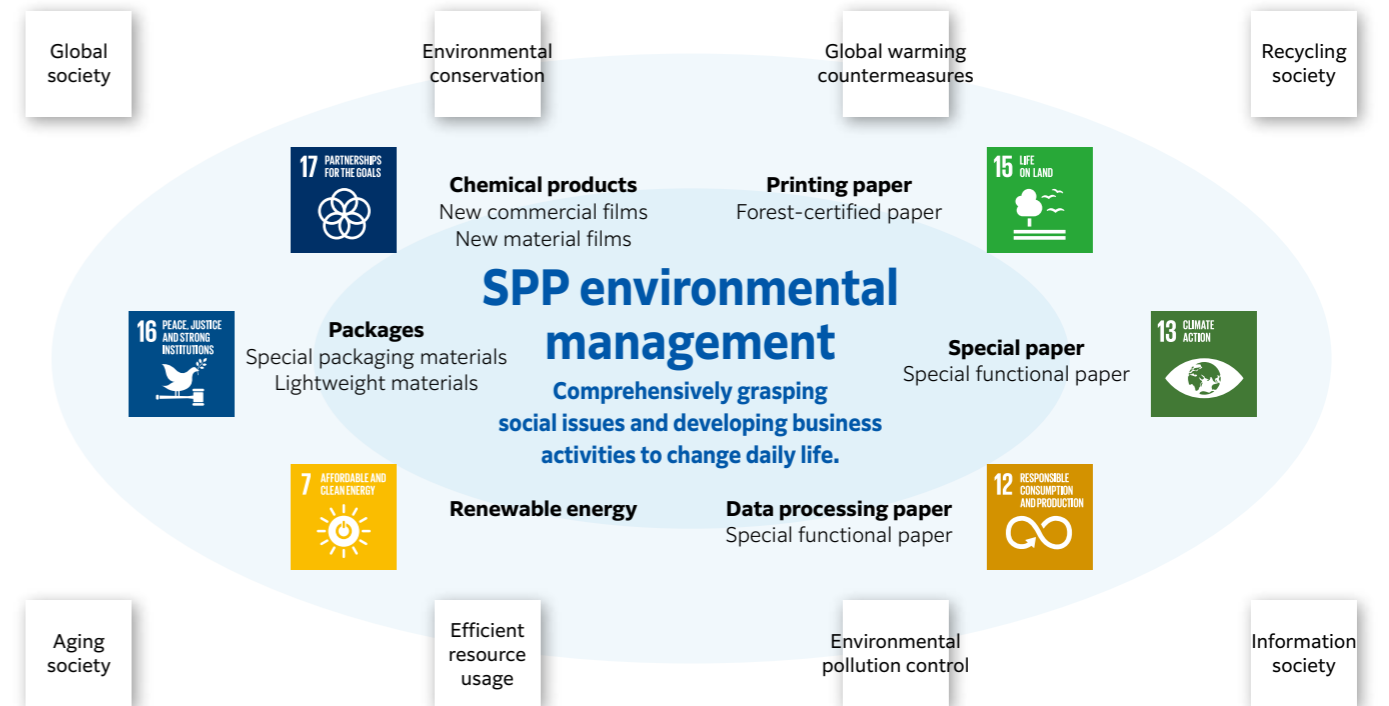 Global
society
Environmental
conservation
Global warming
countermeasures
Recycling
society
17 PARTNERSHIPS
FOR THE GOALS
Chemical products
New commercial films
New material films
Printing paper
Forest-certified paper
15 LIFE
ON LAND
SPP environmental
management
Comprehensively grasping
social issues and developing business
activities to change daily life.
16 PEACE, JUSTICE
AND STRONG
INSTITUTIONS
Packages
Special packaging materials
Lightweight materials
Special paper
Special functional paper
13 CLIMATE
ACTION
7 AFFORDABLE AND
CLEAN ENERGY
Renewable energy
Data processing paper
Special functional paper
12 RESPONSIBLE
CONSUMPTION
AND PRODUCTION
Aging
society
Efficient
resource
usage
Environmental
pollution control
Information
society